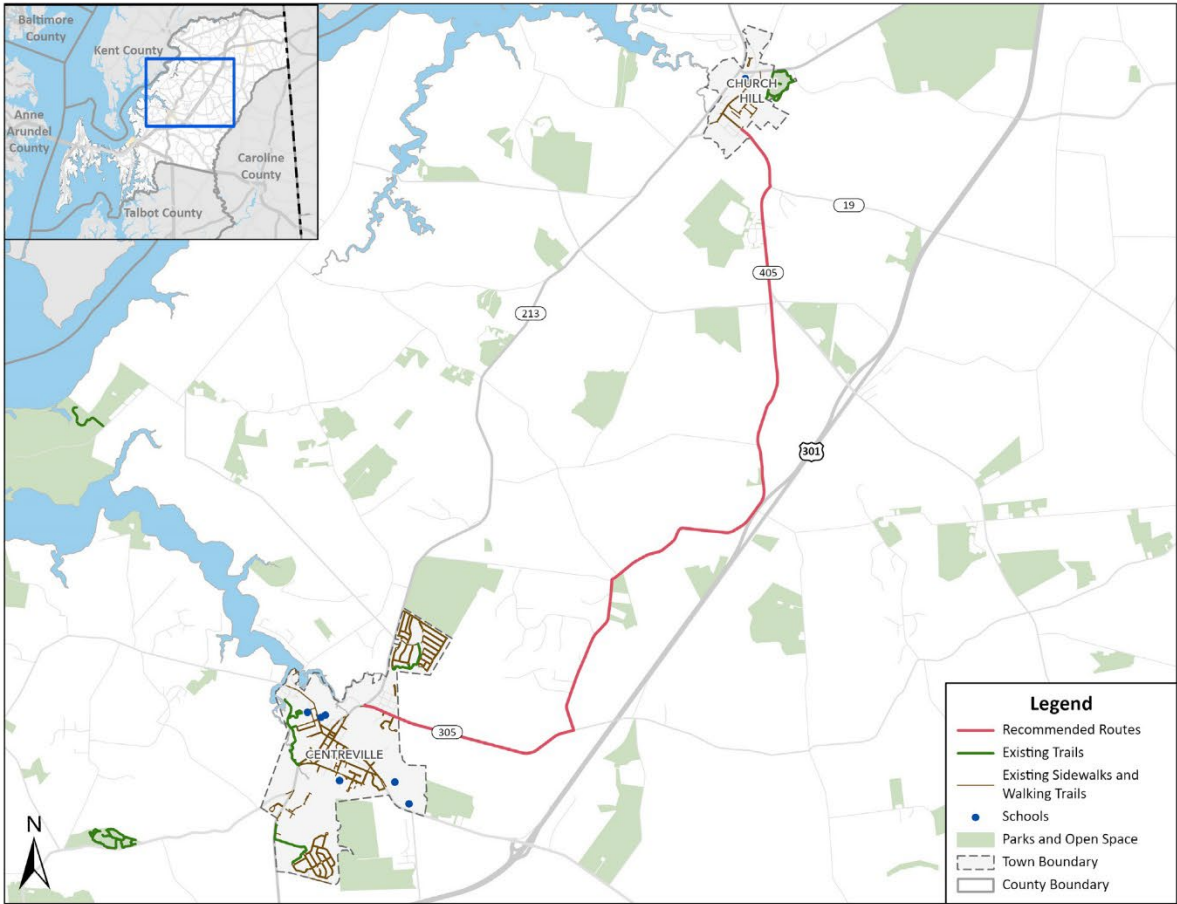 Baltimore
County
Kent County
Anne
Arundel
County
Caroline
County
Talbot County
CHURCH
HILL
19
405
213
301
305
CENTREVILLE
N
Legend
Recommended Routes
Existing Trails
Existing Sidewalks and
Walking Trails
Schools
Parks and Open Space
Town Boundary
County Boundary